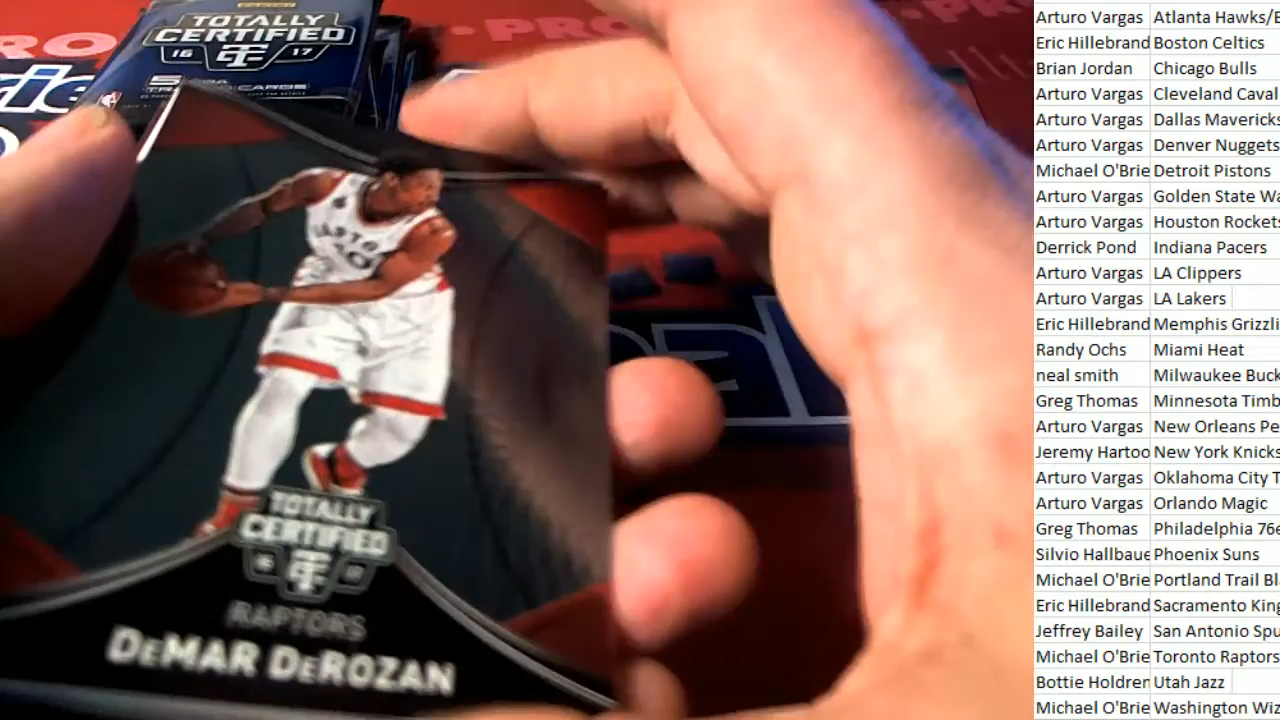 PANINI
TOTALLY
CERTIFIED
16 TC 17
5 NBA
TRADING CARDS
TOTALLY
CERTIFIED
RAPTORS
DeMAR DeROZAN
Arturo Vargas Atlanta Hawks/E
Eric Hillebrand Boston Celtics
Brian Jordan Chicago Bulls
Arturo Vargas Cleveland Caval
Arturo Vargas Dallas Mavericks
Arturo Vargas Denver Nuggets
Michael O'Brie Detroit Pistons
Arturo Vargas Golden State Wa
Arturo Vargas Houston Rockets
Derrick Pond Indiana Pacers
Arturo Vargas LA Clippers
Arturo Vargas LA Lakers
Eric Hillebrand Memphis Grizzli
Randy Ochs Miami Heat
neal smith Milwaukee Buck
Greg Thomas Minnesota Timb
Arturo Vargas New Orleans Pe
Jeremy Hartoo New York Knicks
Arturo Vargas Oklahoma City T
Arturo Vargas Orlando Magic
Greg Thomas Philadelphia 76e
Silvio Hallbaue Phoenix Suns
Michael O'Brie Portland Trail Bl
Eric Hillebrand Sacramento King
Jeffrey Bailey San Antonio Spu
Michael O'Brie Toronto Raptors
Bottie Holdren Utah Jazz
Michael O'Brie Washington Wiz